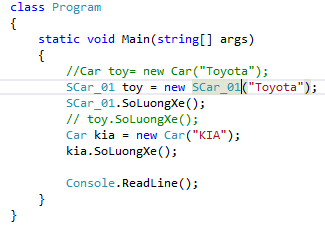 class Program
{
static void Main(string[] args)
{
//Car toy= new Car("Toyota");
SCar_01 toy = new SCar_01("Toyota");
SCar_01.SoLuongXe();
// toy.SoLuongXe();
Car kia = new Car("KIA");
kia.SoLuongXe();
Console.ReadLine();
}
}